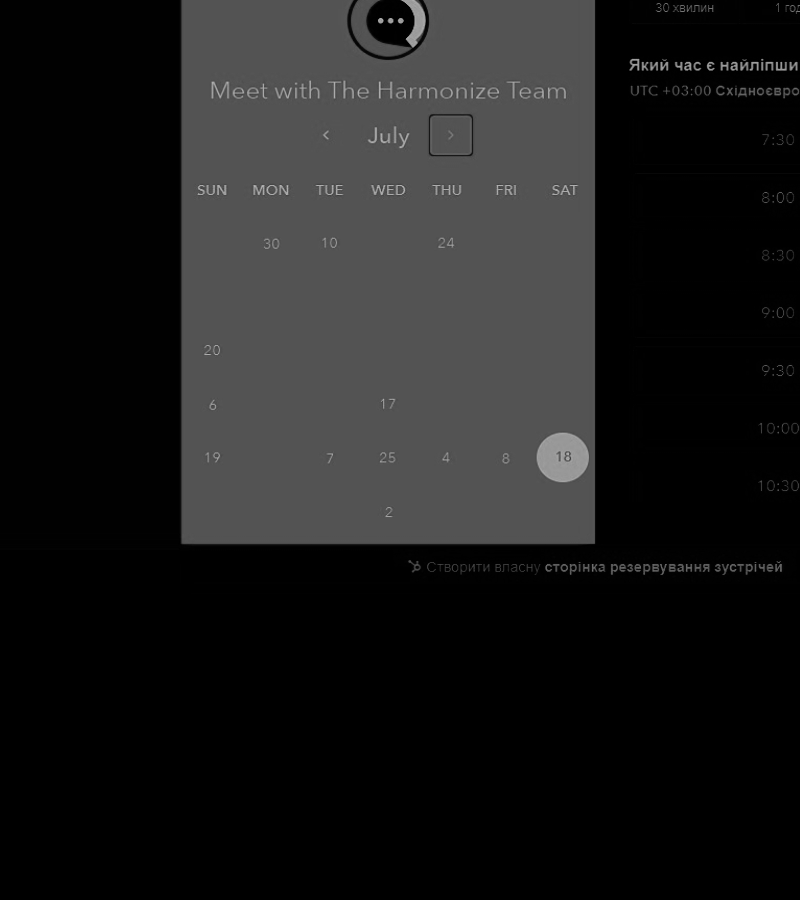 Meet with The Harmonize Team
July
SUN MON TUE WED THU FRI SAT
30 10 24
20
6 17
19 7 25 4 8 18
2
30 хвилин 1 год
Який час є найліпши
UTC +03:00 Східноєвро
7:30
8:00
8:30
9:00
9:30
10:00
10:30
Створити власну сторінка резервування зустрічей